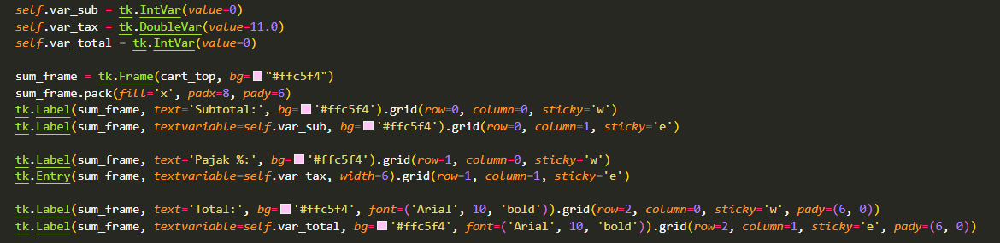 self.var_sub = tk.IntVar(value=0)
self.var_tax = tk.DoubleVar(value=11.0)
self.var_total = tk.IntVar(value=0)
sum_frame = tk.Frame(cart_top, bg="#ffc5f4")
sum_frame.pack(fill='x', padx=8, pady=6)
tk.Label(sum_frame, text='Subtotal:', bg='#ffc5f4').grid(row=0, column=0, sticky='w')
tk.Label(sum_frame, textvariable=self.var_sub, bg='#ffc5f4').grid(row=0, column=1, sticky='e')
tk.Label(sum_frame, text='Pajak %:', bg='#ffc5f4').grid(row=1, column=0, sticky='w')
tk.Entry(sum_frame, textvariable=self.var_tax, width=6).grid(row=1, column=1, sticky='e')
tk.Label(sum_frame, text='Total:', bg='#ffc5f4', font=('Arial', 10, 'bold')).grid(row=2, column=0, sticky='w', pady=(6, 0))
tk.Label(sum_frame, textvariable=self.var_total, bg='#ffc5f4', font=('Arial', 10, 'bold')).grid(row=2, column=1, sticky='e', pady=(6, 0))